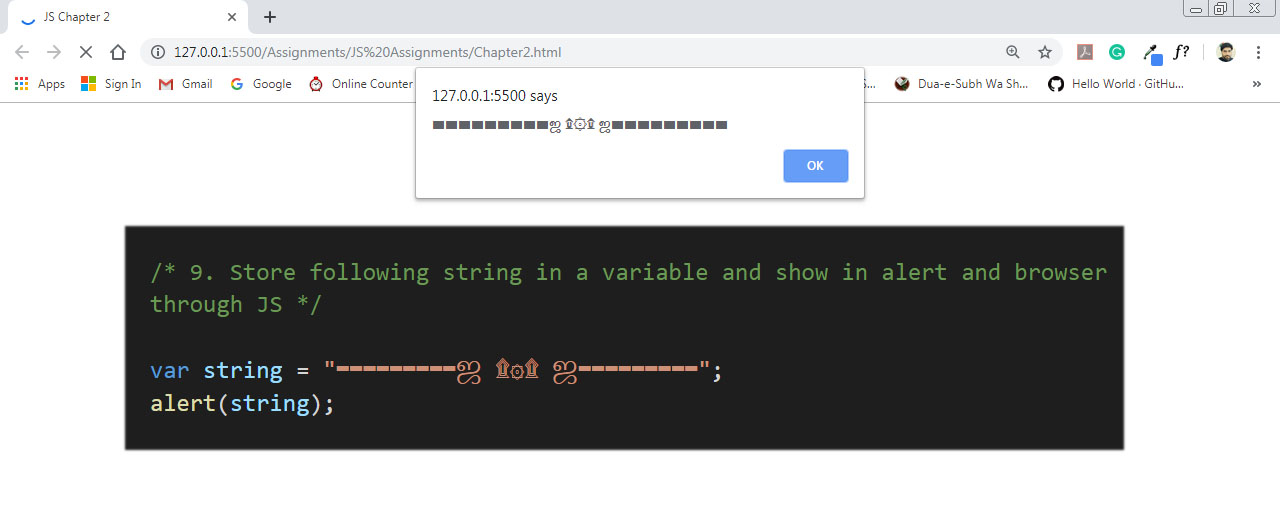 JS Chapter 2
127.0.0.1:5500/Assignments/JS%20Assignments/Chapter2.html
f?
Apps Sign In Gmail Google Online Counter S... Dua-e-Subh Wa Sh... Hello World · GitHu... »
127.0.0.1:5500 says
▬▬▬▬▬▬▬▬▬ஜ ۩۞۩ ஜ▬▬▬▬▬▬▬▬▬
OK
/* 9. Store following string in a variable and show in alert and browser
through JS */
var string = "▬▬▬▬▬▬▬▬▬ஜ ۩۞۩ ஜ▬▬▬▬▬▬▬▬▬";
alert(string);